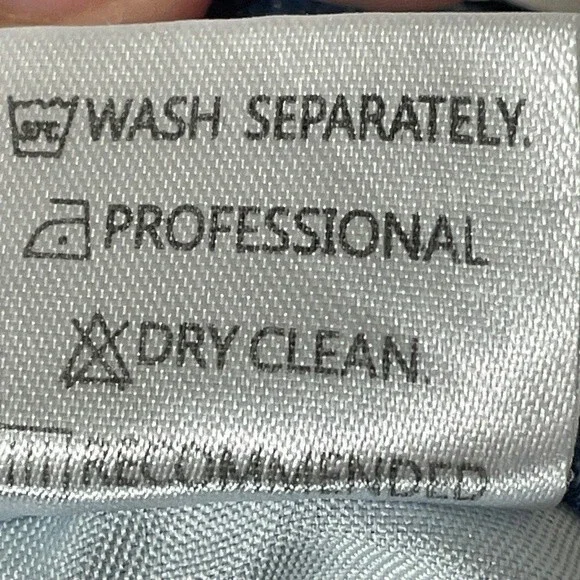 WASH SEPARATELY.
PROFESSIONAL
DRY CLEAN.
RECOMMENDED